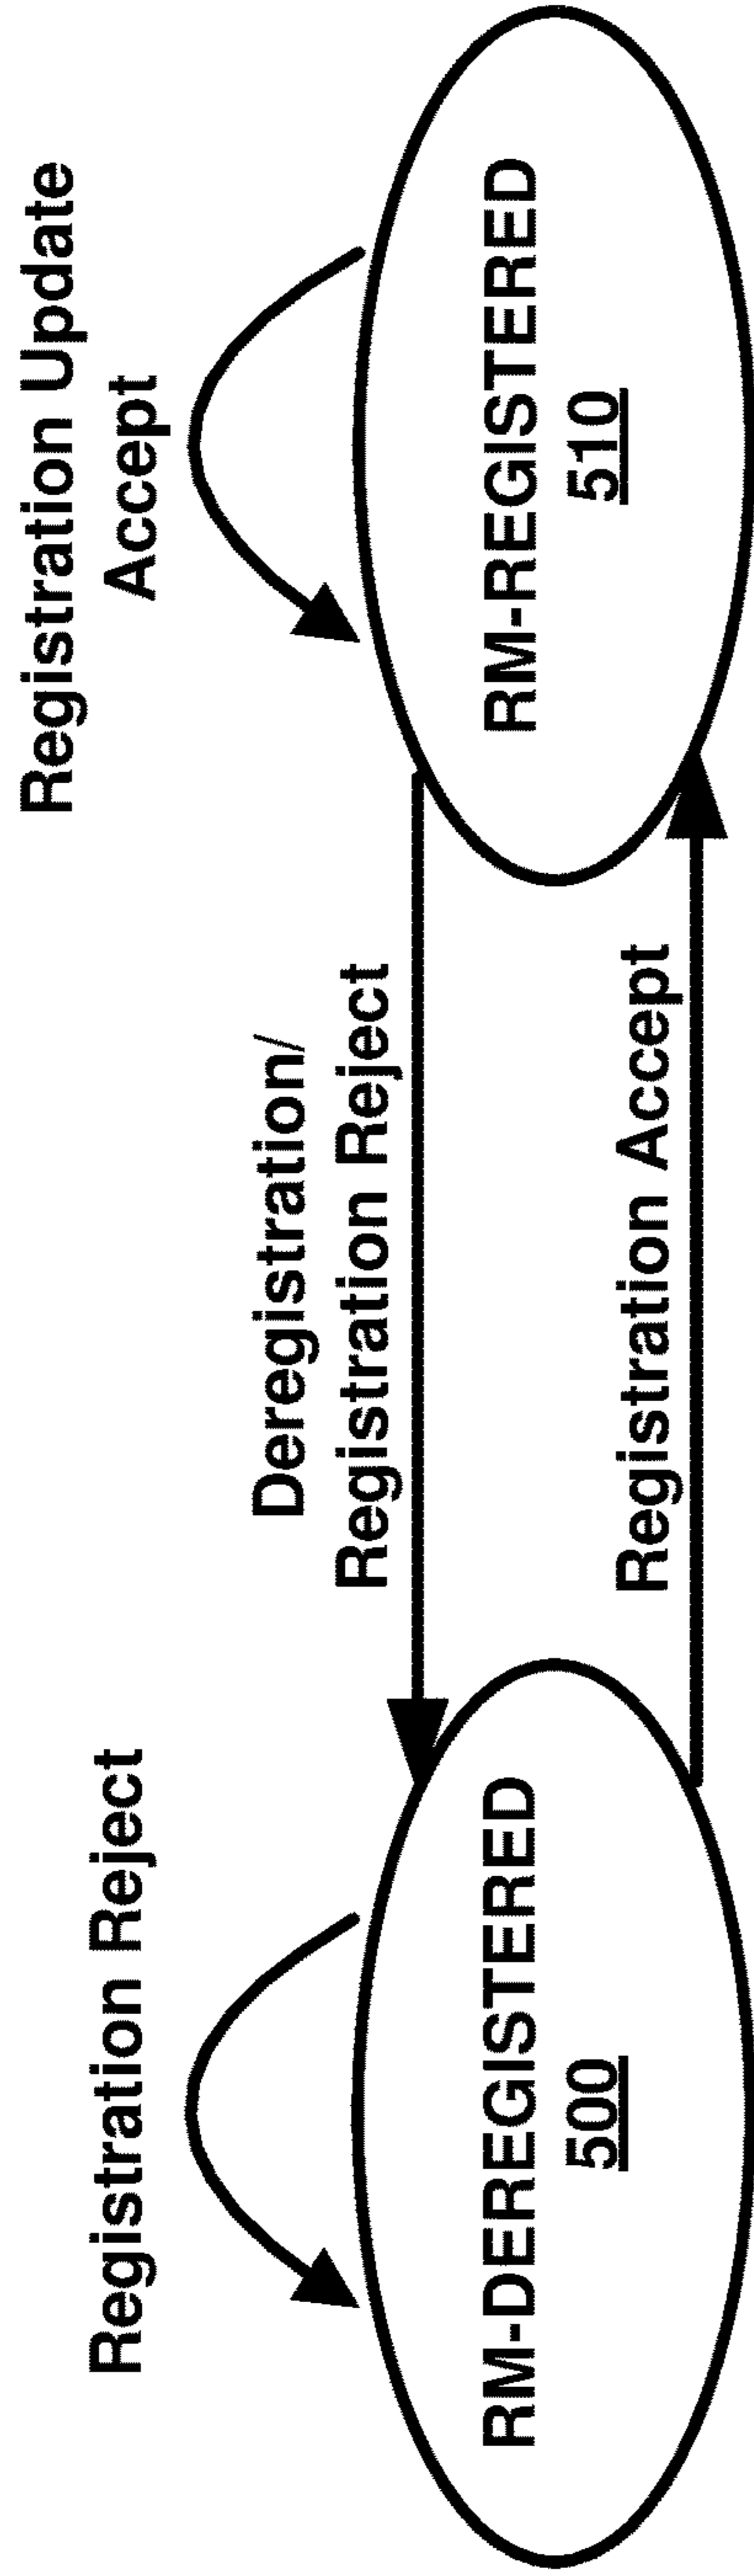 Registration Reject
Registration Update
Accept
Deregistration/
Registration Reject
RM-DEREGISTERED
500
RM-REGISTERED
510
Registration Accept